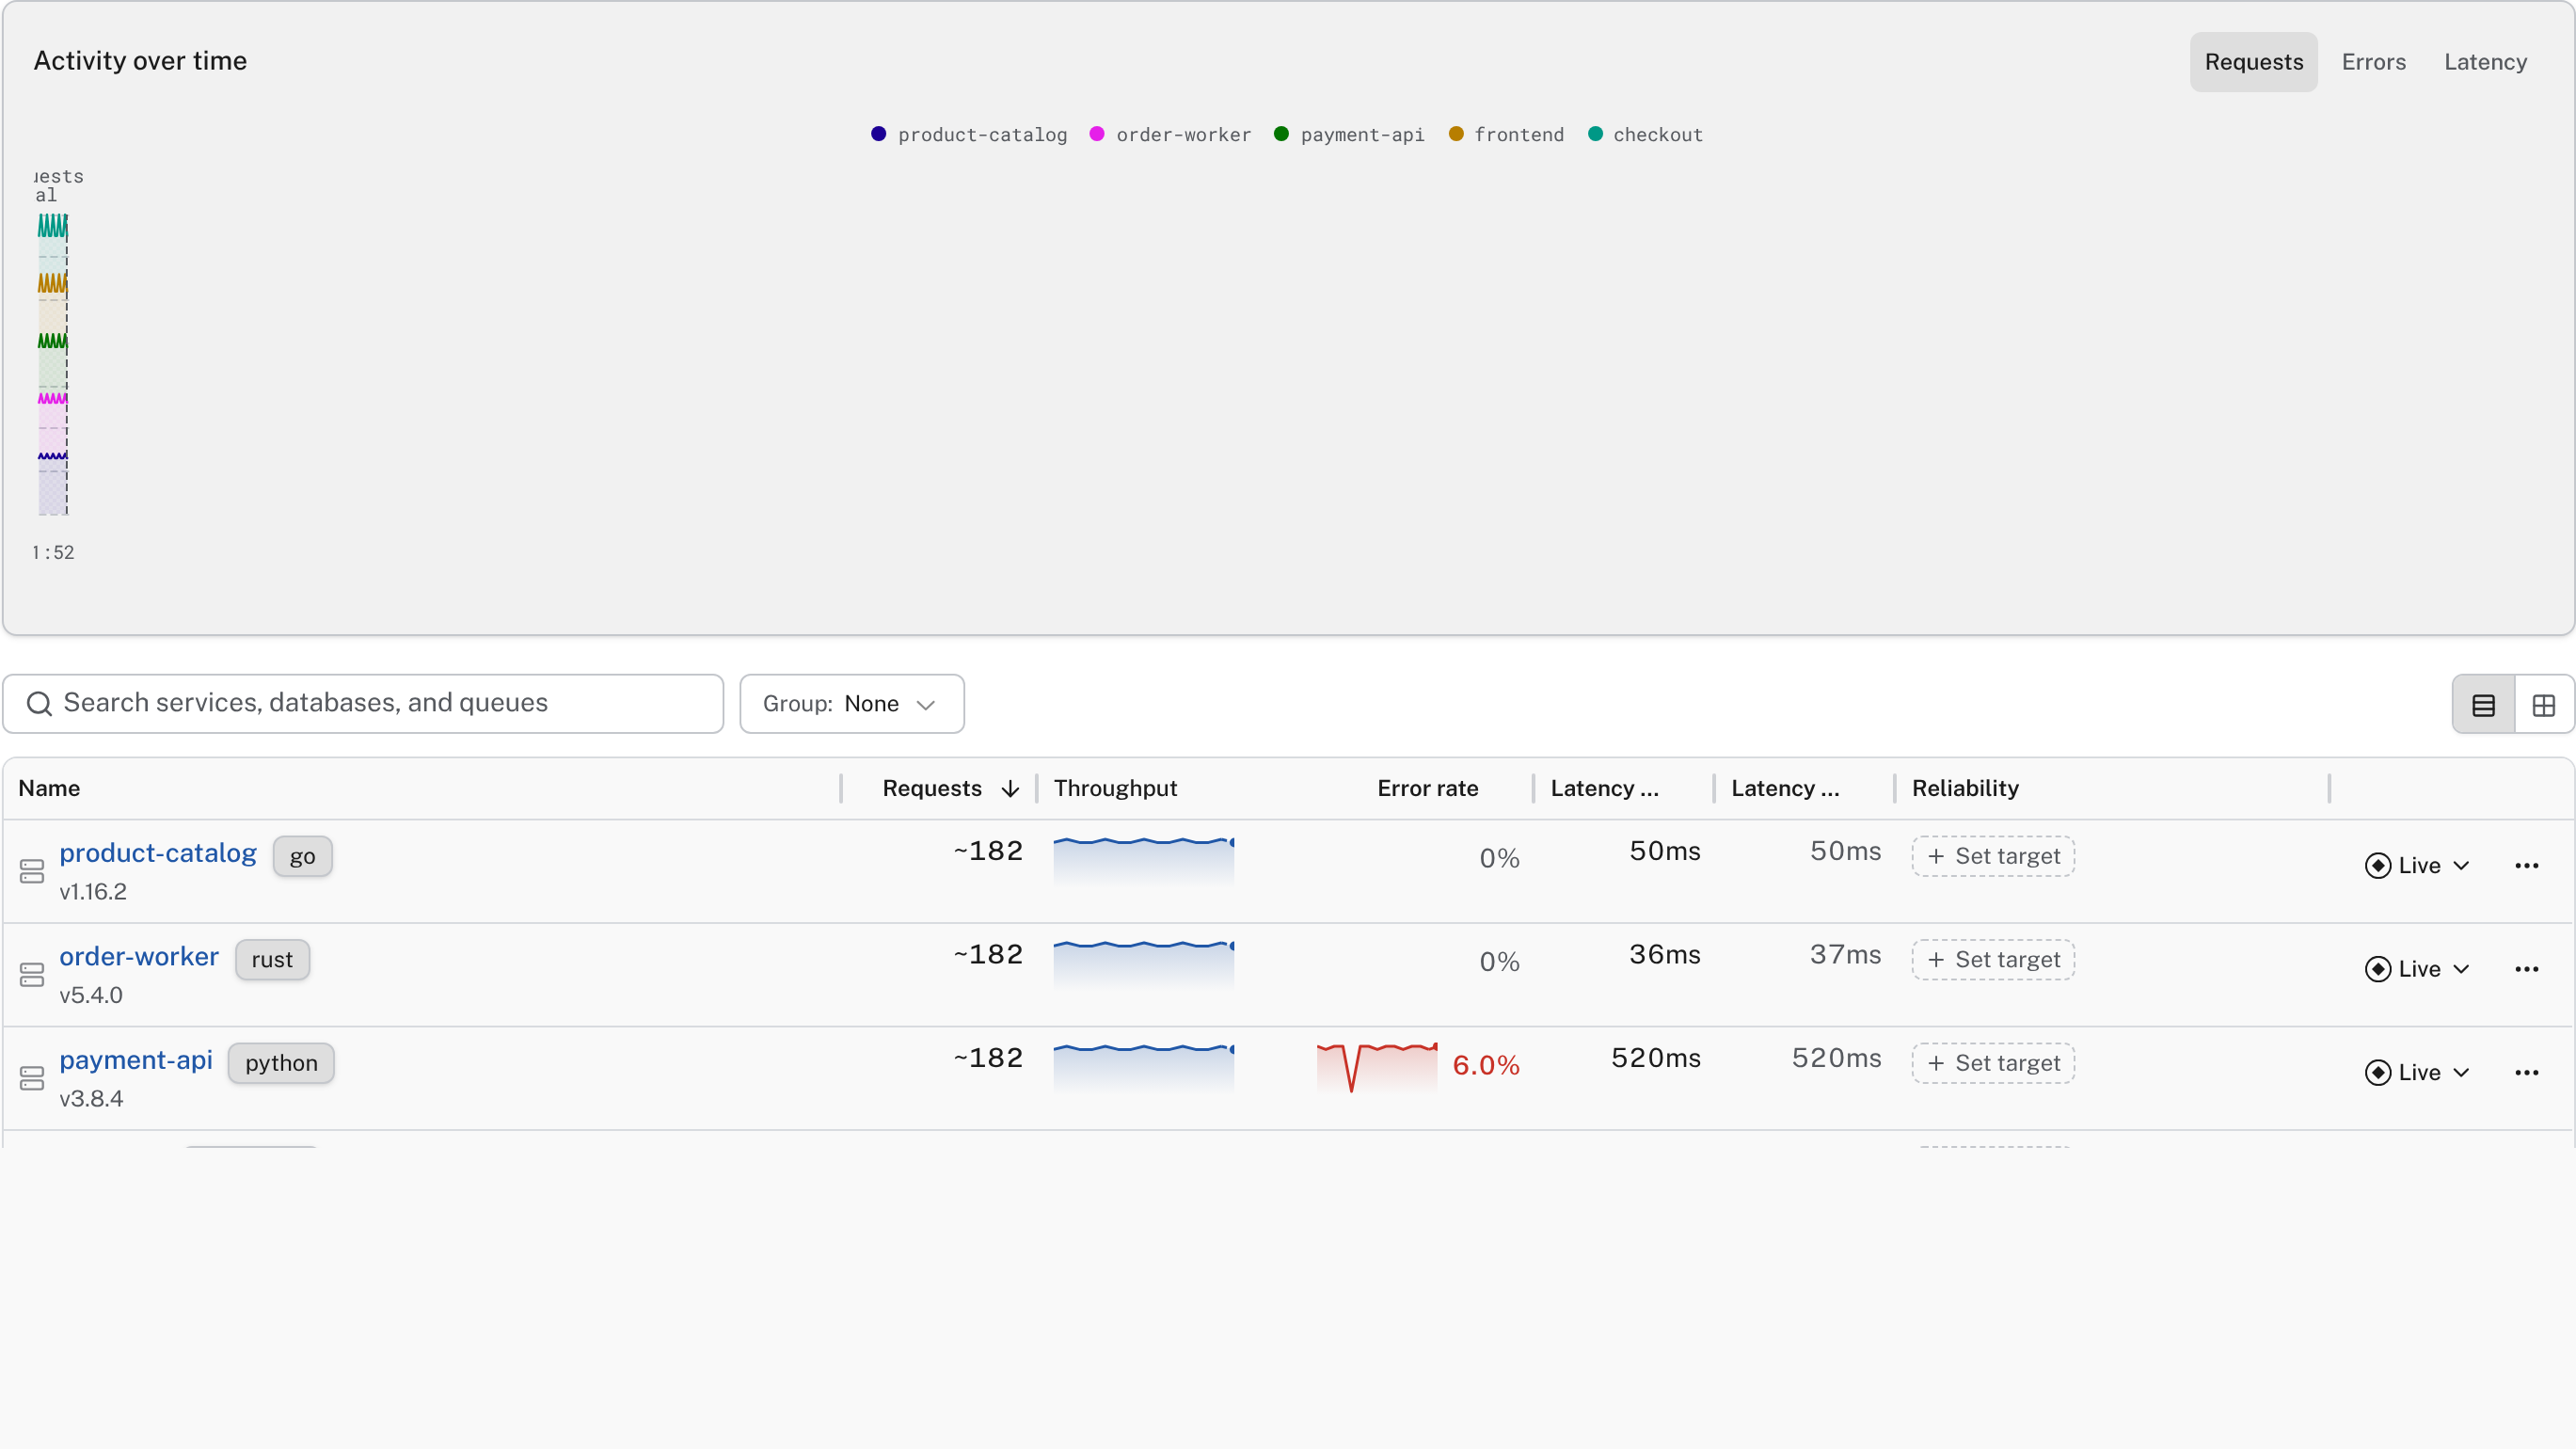 Activity over time
Requests Errors Latency
product-catalog order-worker payment-api frontend checkout
1:52
Search services, databases, and queues
Group: None
Name Requests ↓ Throughput Error rate Latency ... Latency ... Reliability
product-catalog go ~182 0% 50ms 50ms + Set target Live ...
v1.16.2
order-worker rust ~182 0% 36ms 37ms + Set target Live ...
v5.4.0
payment-api python ~182 6.0% 520ms 520ms + Set target Live ...
v3.8.4